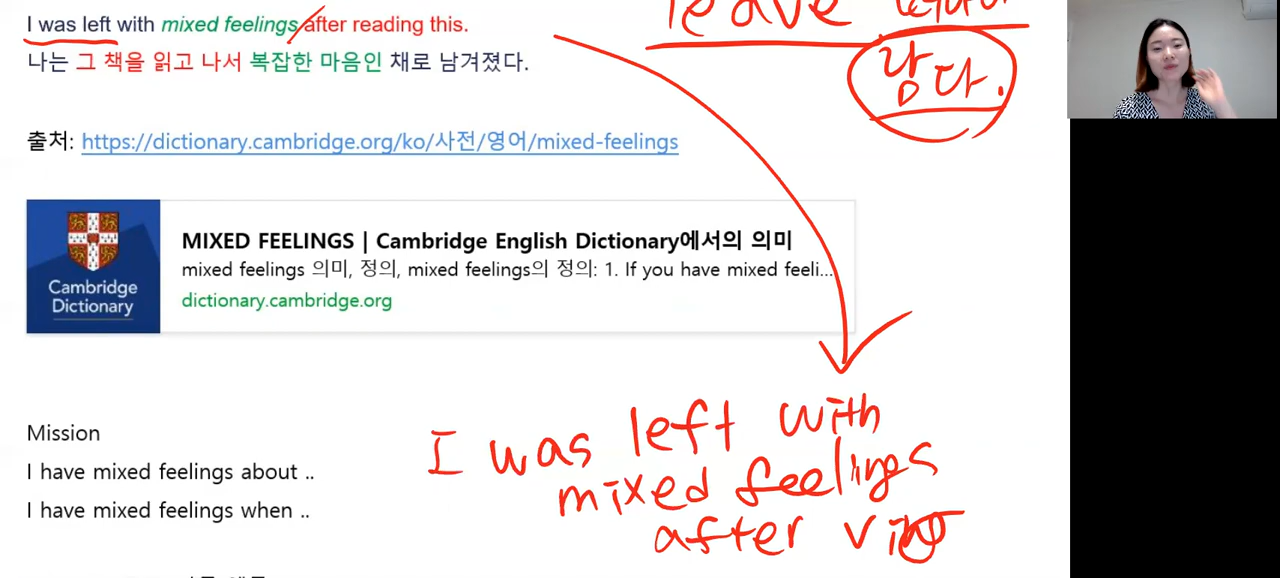 leave
I was left with mixed feelings after reading this.
나는 그 책을 읽고 나서 복잡한 마음인 채로 남겨졌다.
남다.
출처: https://dictionary.cambridge.org/ko/사전/영어/mixed-feelings
MIXED FEELINGS | Cambridge English Dictionary에서의 의미
mixed feelings 의미, 정의, mixed feelings의 정의: 1. If you have mixed feeli...
dictionary.cambridge.org
Cambridge
Dictionary
Mission
I have mixed feelings about ..
I have mixed feelings when ..
I was left with
mixed feelings
after